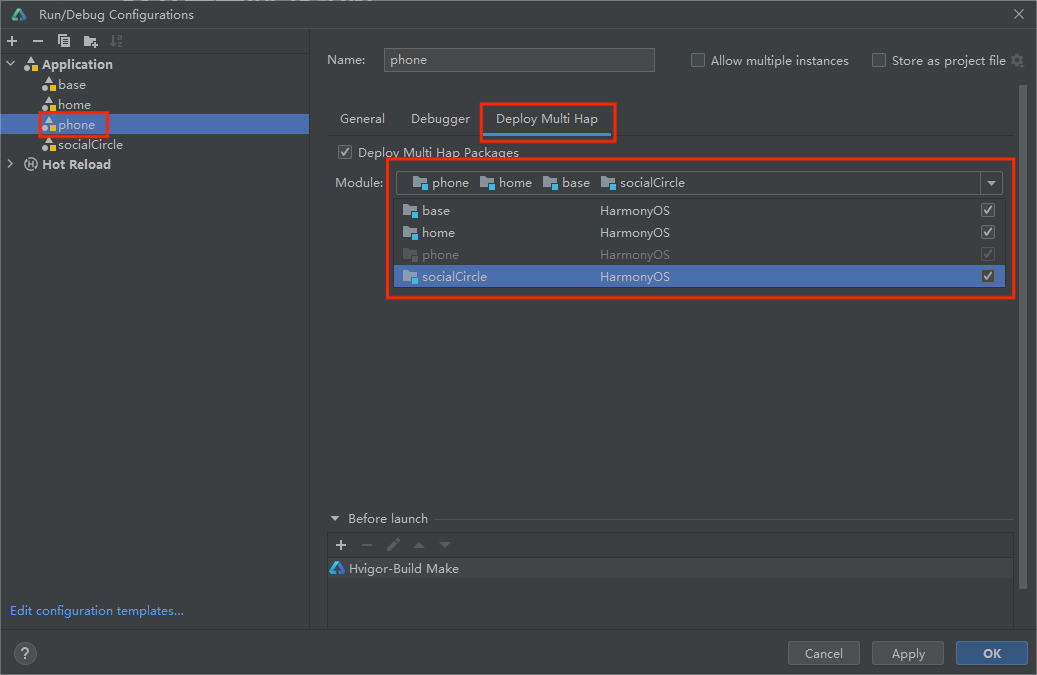 Run/Debug Configurations
Application
base
home
phone
socialCircle
Hot Reload
Edit configuration templates...
Name: phone Allow multiple instances Store as project file
General Debugger Deploy Multi Hap
Deploy Multi Hap Packages
Module: phone home base socialCircle
base HarmonyOS
home HarmonyOS
phone HarmonyOS
socialCircle HarmonyOS
Before launch
Hvigor-Build Make
? Cancel Apply OK